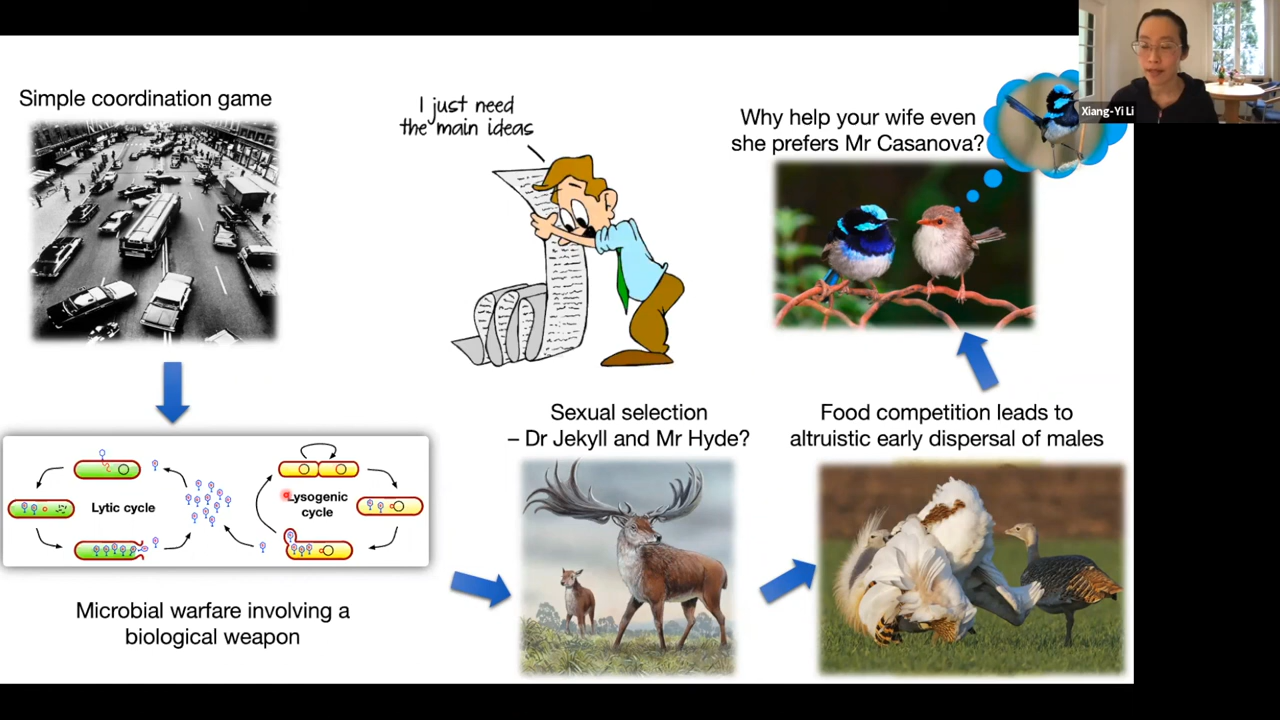 Simple coordination game
I just need
the main ideas
Why help your wife even
she prefers Mr Casanova?
Xiang-Yi Li
Lytic cycle
Lysogenic
cycle
Microbial warfare involving a
biological weapon
Sexual selection
– Dr Jekyll and Mr Hyde?
Food competition leads to
altruistic early dispersal of males